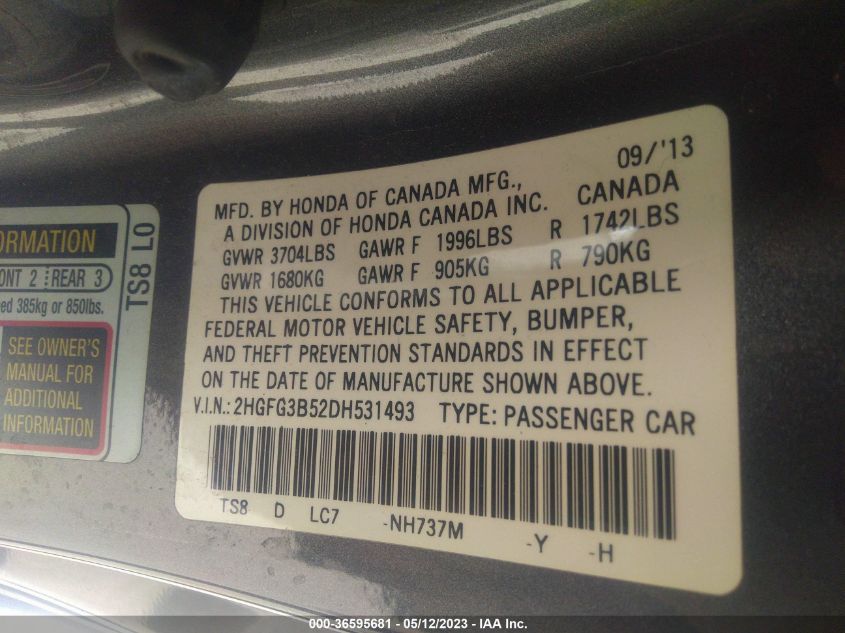 ORMATION
ONT 2 REAR 3
ed 385kg or 850lbs.
SEE OWNER'S
MANUAL FOR
ADDITIONAL
INFORMATION
TS8 L0
09/'13
MFD. BY HONDA OF CANADA MFG.,
A DIVISION OF HONDA CANADA INC. CANADA
GVWR 3704LBS GAWR F 1996LBS R 1742LBS
GVWR 1680KG GAWR F 905KG R 790KG
THIS VEHICLE CONFORMS TO ALL APPLICABLE
FEDERAL MOTOR VEHICLE SAFETY, BUMPER,
AND THEFT PREVENTION STANDARDS IN EFFECT
ON THE DATE OF MANUFACTURE SHOWN ABOVE.
V.I.N.: 2HGFG3B52DH531493 TYPE: PASSENGER CAR
TS8 D LC7 -NH737M -Y -H
000-36595681 - 05/12/2023 - IAA Inc.